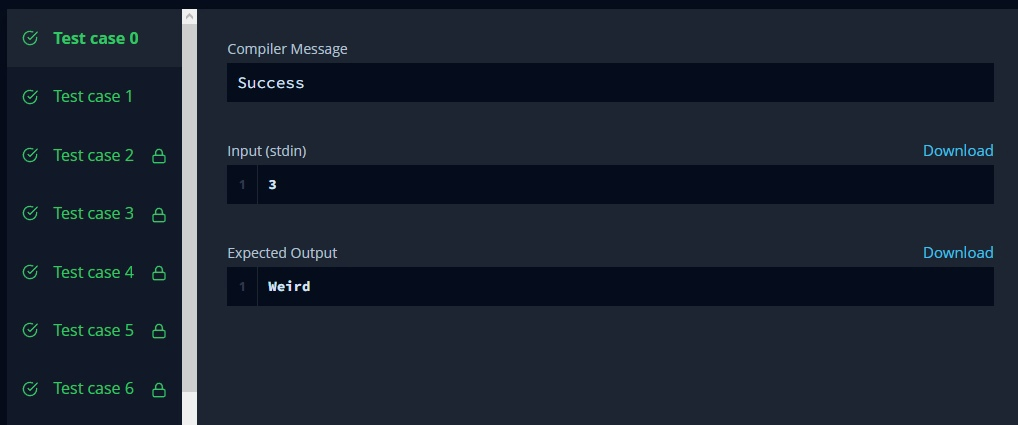 Test case 0
Test case 1
Test case 2
Test case 3
Test case 4
Test case 5
Test case 6
Compiler Message
Success
Input (stdin)
Download
1 3
Expected Output
Download
1 Weird